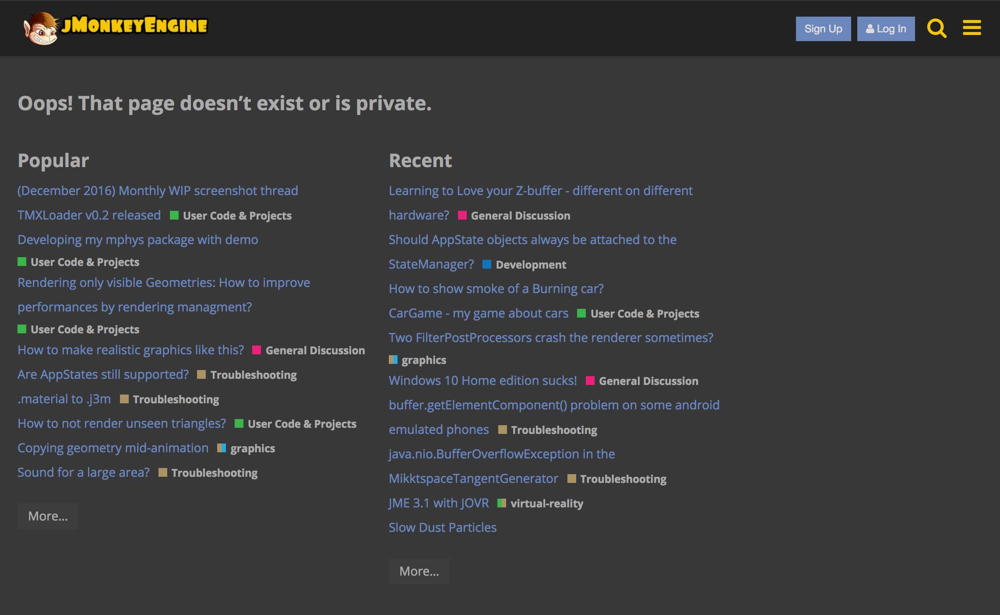 jMonkeyEngine
Sign Up
Log In
Oops! That page doesn’t exist or is private.
Popular
(December 2016) Monthly WIP screenshot thread
TMXLoader v0.2 released User Code & Projects
Developing my mphys package with demo
User Code & Projects
Rendering only visible Geometries: How to improve
performances by rendering managment?
User Code & Projects
How to make realistic graphics like this? General Discussion
Are AppStates still supported? Troubleshooting
.material to .j3m Troubleshooting
How to not render unseen triangles? User Code & Projects
Copying geometry mid-animation graphics
Sound for a large area? Troubleshooting
More...
Recent
Learning to Love your Z-buffer - different on different
hardware? General Discussion
Should AppState objects always be attached to the
StateManager? Development
How to show smoke of a Burning car?
CarGame - my game about cars User Code & Projects
Two FilterPostProcessors crash the renderer sometimes?
graphics
Windows 10 Home edition sucks! General Discussion
buffer.getElementComponent() problem on some android
emulated phones Troubleshooting
java.nio.BufferOverflowException in the
MikktspaceTangentGenerator Troubleshooting
JME 3.1 with JOVR virtual-reality
Slow Dust Particles
More...